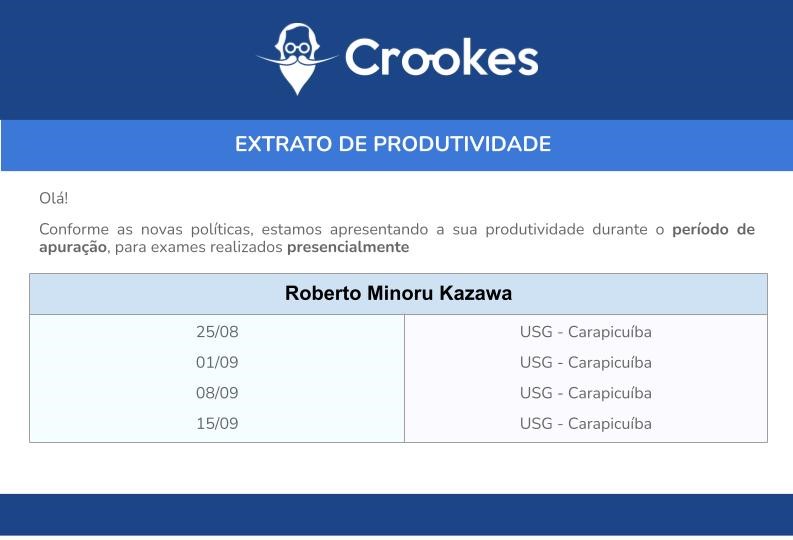 Crookes
EXTRATO DE PRODUTIVIDADE
Olá!
Conforme as novas políticas, estamos apresentando a sua produtividade durante o período de
apuração, para exames realizados presencialmente
Roberto Minoru Kazawa
25/08 USG - Carapicuíba
01/09 USG - Carapicuíba
08/09 USG - Carapicuíba
15/09 USG - Carapicuíba